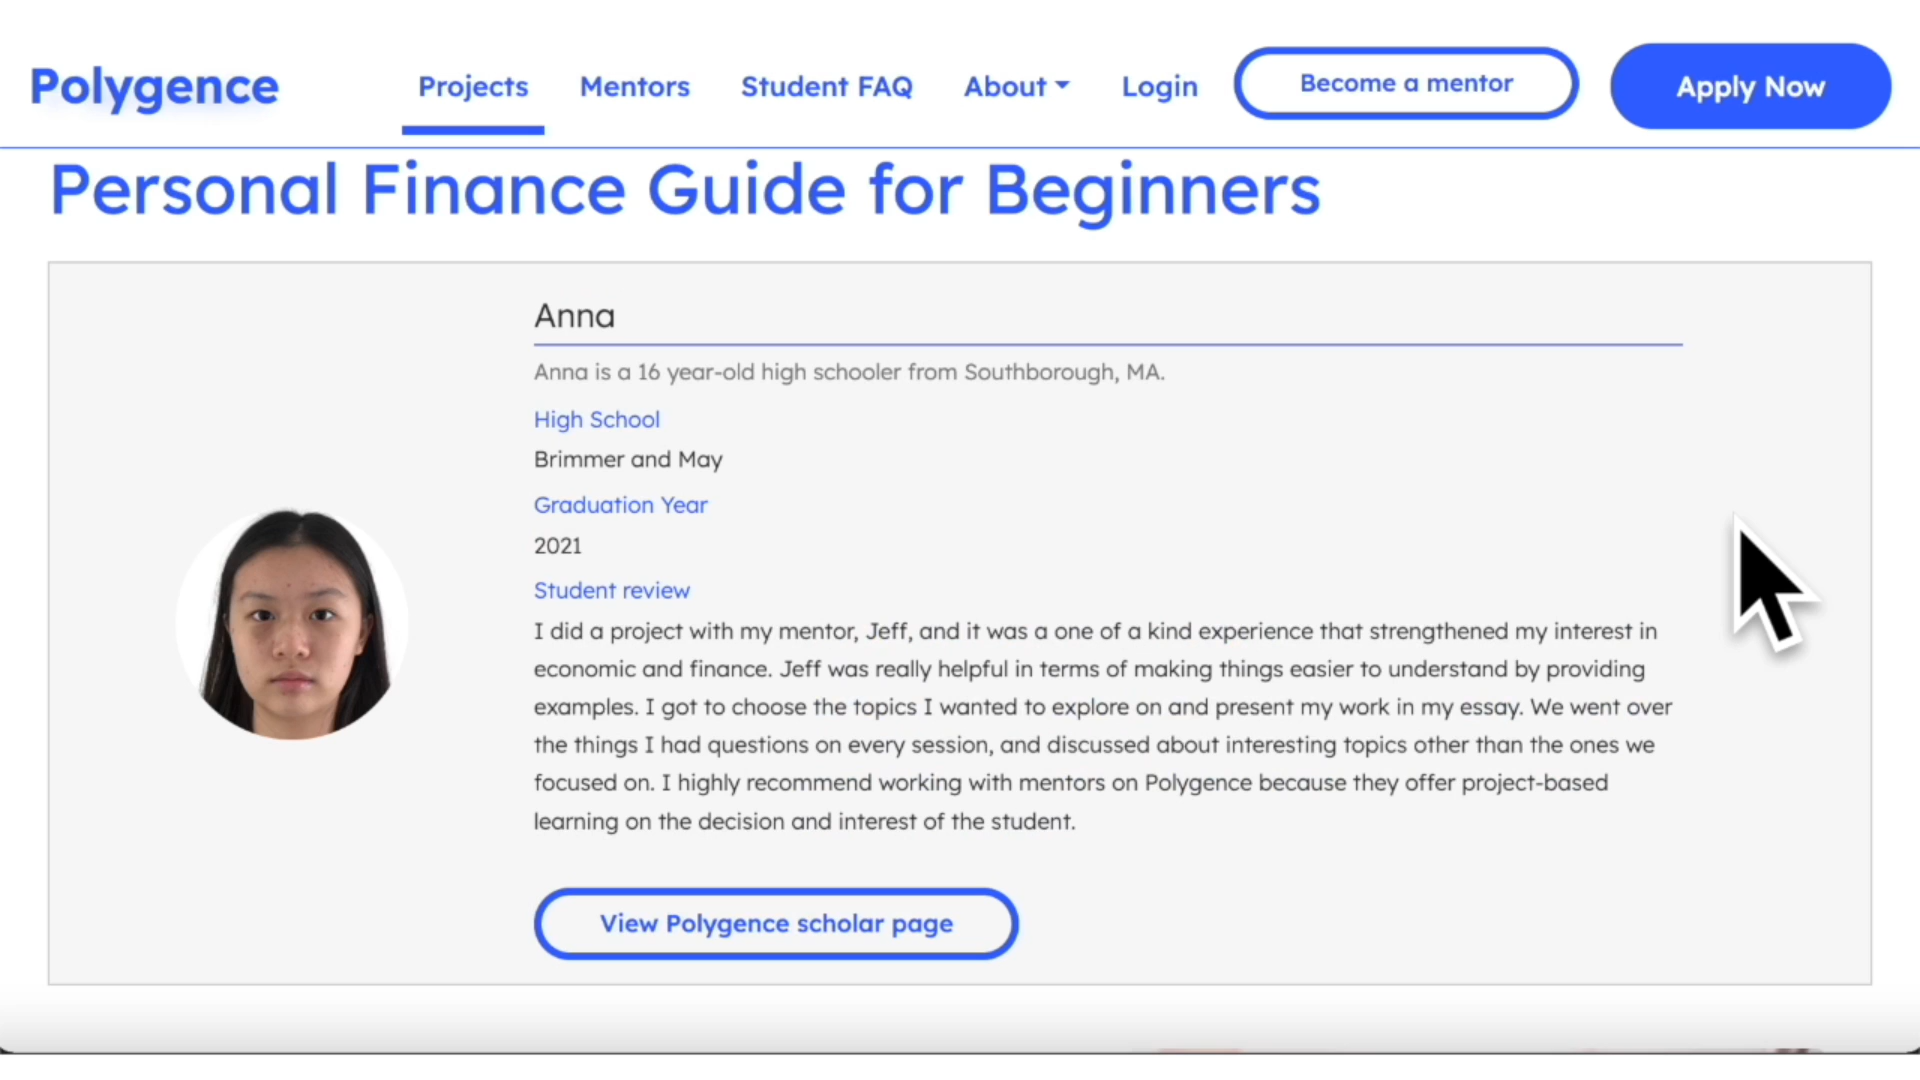 Polygence
Projects
Mentors
Student FAQ
About
Login
Become a mentor
Apply Now
Personal Finance Guide for Beginners
Anna
Anna is a 16 year-old high schooler from Southborough, MA.
High School
Brimmer and May
Graduation Year
2021
Student review
I did a project with my mentor, Jeff, and it was a one of a kind experience that strengthened my interest in
economic and finance. Jeff was really helpful in terms of making things easier to understand by providing
examples. I got to choose the topics I wanted to explore on and present my work in my essay. We went over
the things I had questions on every session, and discussed about interesting topics other than the ones we
focused on. I highly recommend working with mentors on Polygence because they offer project-based
learning on the decision and interest of the student.
View Polygence scholar page